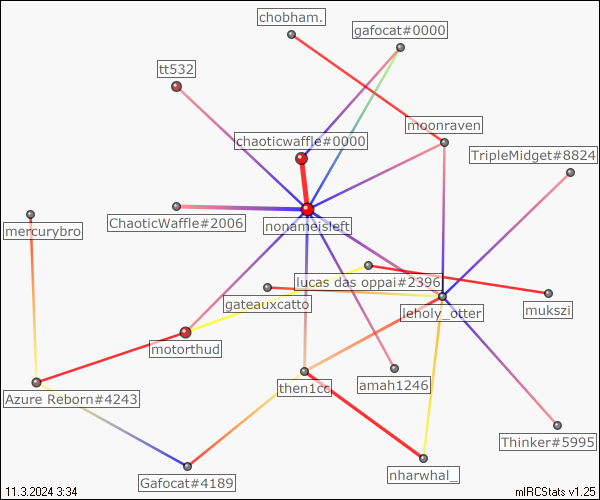 chobham.
gafocat#0000
tt532
moonraven
chaoticwaffle#0000
TripleMidget#8824
ChaoticWaffle#2006
mercurybro
nonameisleft
lucas das oppai#2396
gateauxcatto
leholy_otter
mukszi
motorthud
then1cc
amah1246
Azure Reborn#4243
Thinker#5995
Gafocat#4189
nharwhal_
11.3.2024 3:34
mIRCStats v1.25